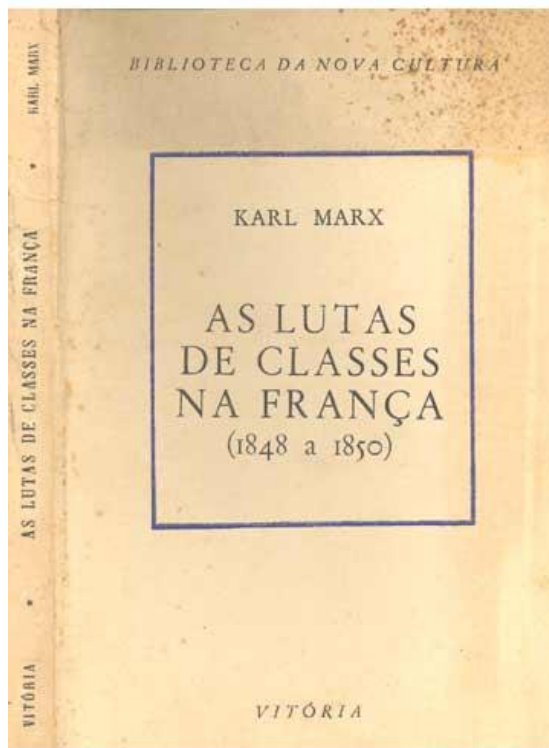 KARL MARX
*
AS LUTAS DE CLASSES NA FRANÇA
*
VITÓRIA
BIBLIOTECA DA NOVA CULTURA
KARL MARX
AS LUTAS
DE CLASSES
NA FRANÇA
(1848 a 1850)
VITÓRIA